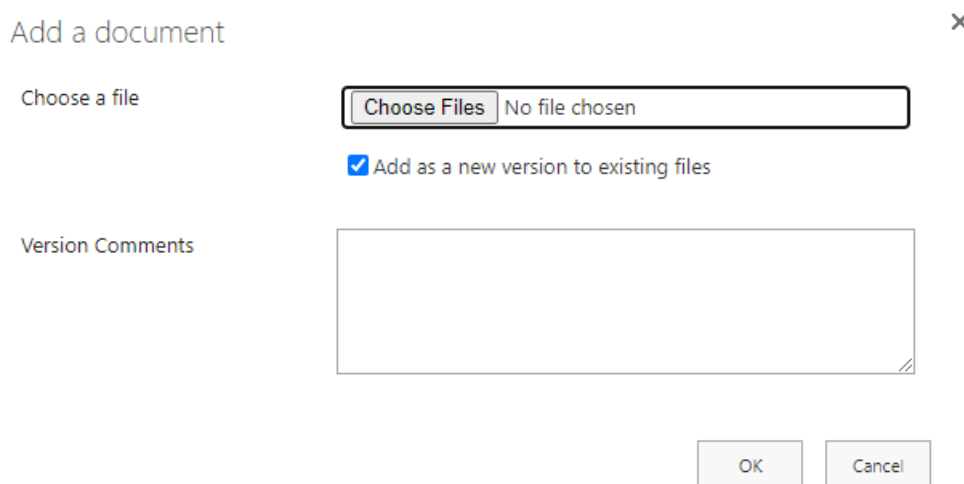 Add a document
Choose a file
Choose Files No file chosen
Add as a new version to existing files
Version Comments
OK Cancel